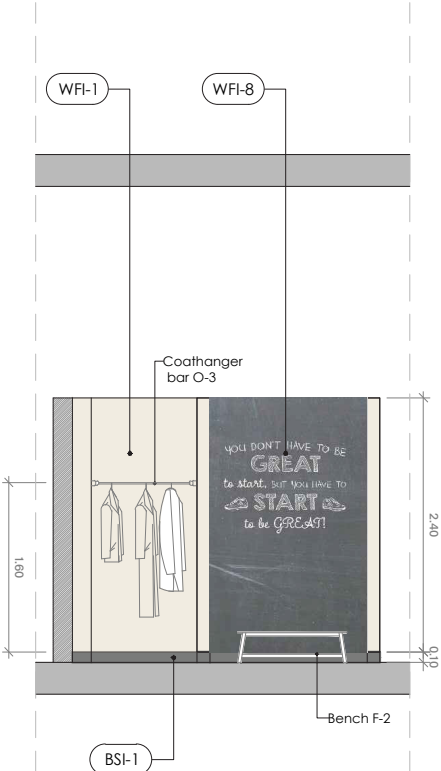 WFI-1
WFI-8
Coathanger
bar O-3
YOU DON'T HAVE TO BE
GREAT
to start, BUT YOU HAVE TO
START
to be GREAT!
2.40
1.60
0.10
Bench F-2
BSI-1